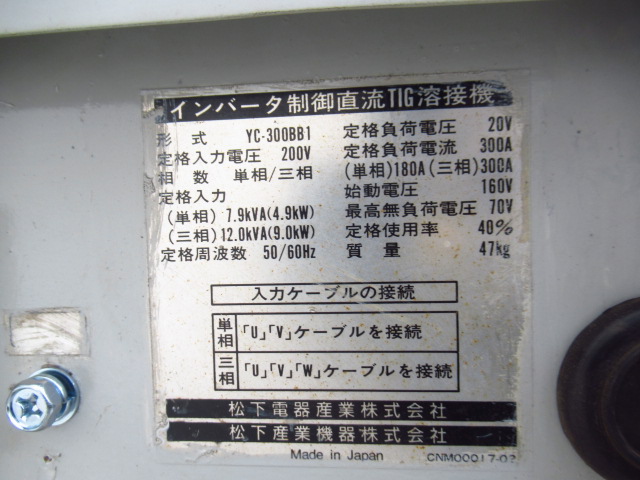 インバータ制御直流TIG溶接機
形式 YC-300BB1
定格入力電圧 200V
相数 単相/三相
定格入力
(単相) 7.9kVA(4.9kW)
(三相) 12.0kVA(9.0kW)
定格周波数 50/60Hz
定格負荷電圧 20V
定格負荷電流 300A
(単相)180A(三相)300A
始動電圧 160V
最高無負荷電圧 70V
定格使用率 40%
質量 47kg
入力ケーブルの接続
単相 「U」「V」ケーブルを接続
三相 「U」「V」「W」ケーブルを接続
松下電器産業株式会社
松下産業機器株式会社
Made in Japan CNM00017-02